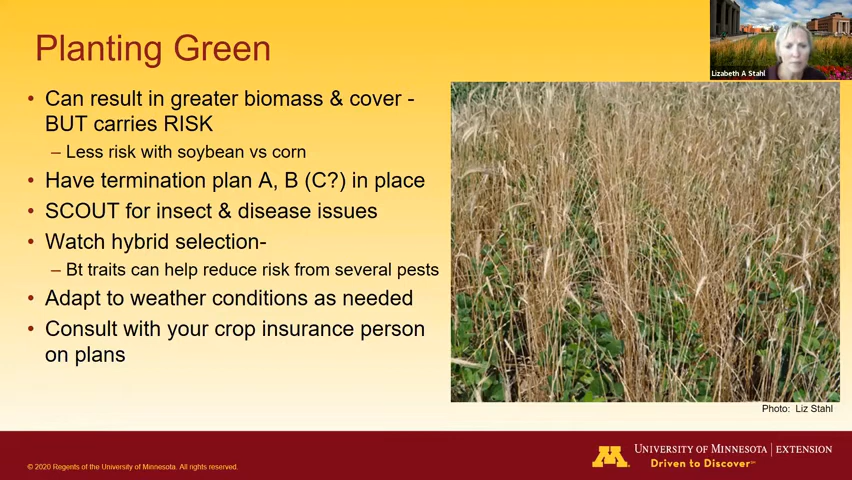 Planting Green
• Can result in greater biomass & cover -
BUT carries RISK
– Less risk with soybean vs corn
• Have termination plan A, B (C?) in place
• SCOUT for insect & disease issues
• Watch hybrid selection-
– Bt traits can help reduce risk from several pests
• Adapt to weather conditions as needed
• Consult with your crop insurance person
on plans
Lizabeth A Stahl
Photo: Liz Stahl
© 2020 Regents of the University of Minnesota. All rights reserved.
M
UNIVERSITY OF MINNESOTA | EXTENSION
Driven to Discover℠